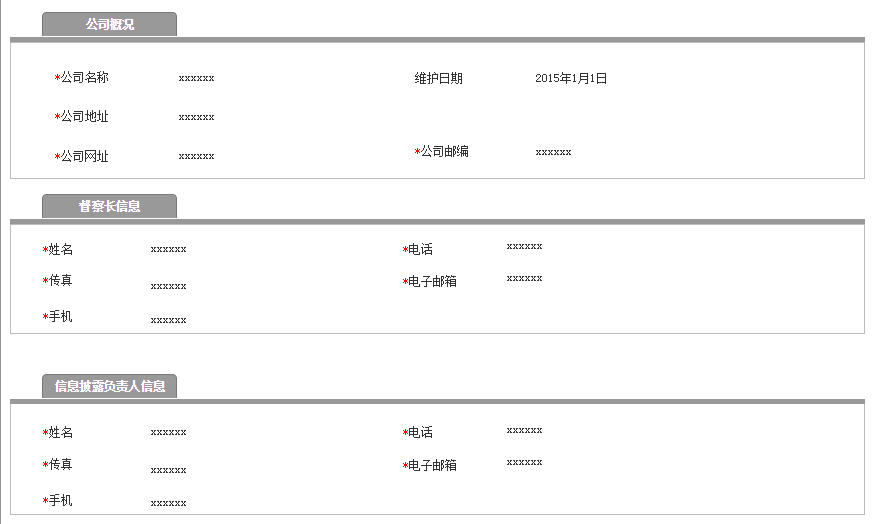 公司概况
*公司名称 xxxxxx 维护日期 2015年1月1日
*公司地址 xxxxxx
*公司网址 xxxxxx *公司邮编 xxxxxx
督察长信息
*姓名 xxxxxx *电话 xxxxxx
*传真 xxxxxx *电子邮箱 xxxxxx
*手机 xxxxxx
信息披露负责人信息
*姓名 xxxxxx *电话 xxxxxx
*传真 xxxxxx *电子邮箱 xxxxxx
*手机 xxxxxx